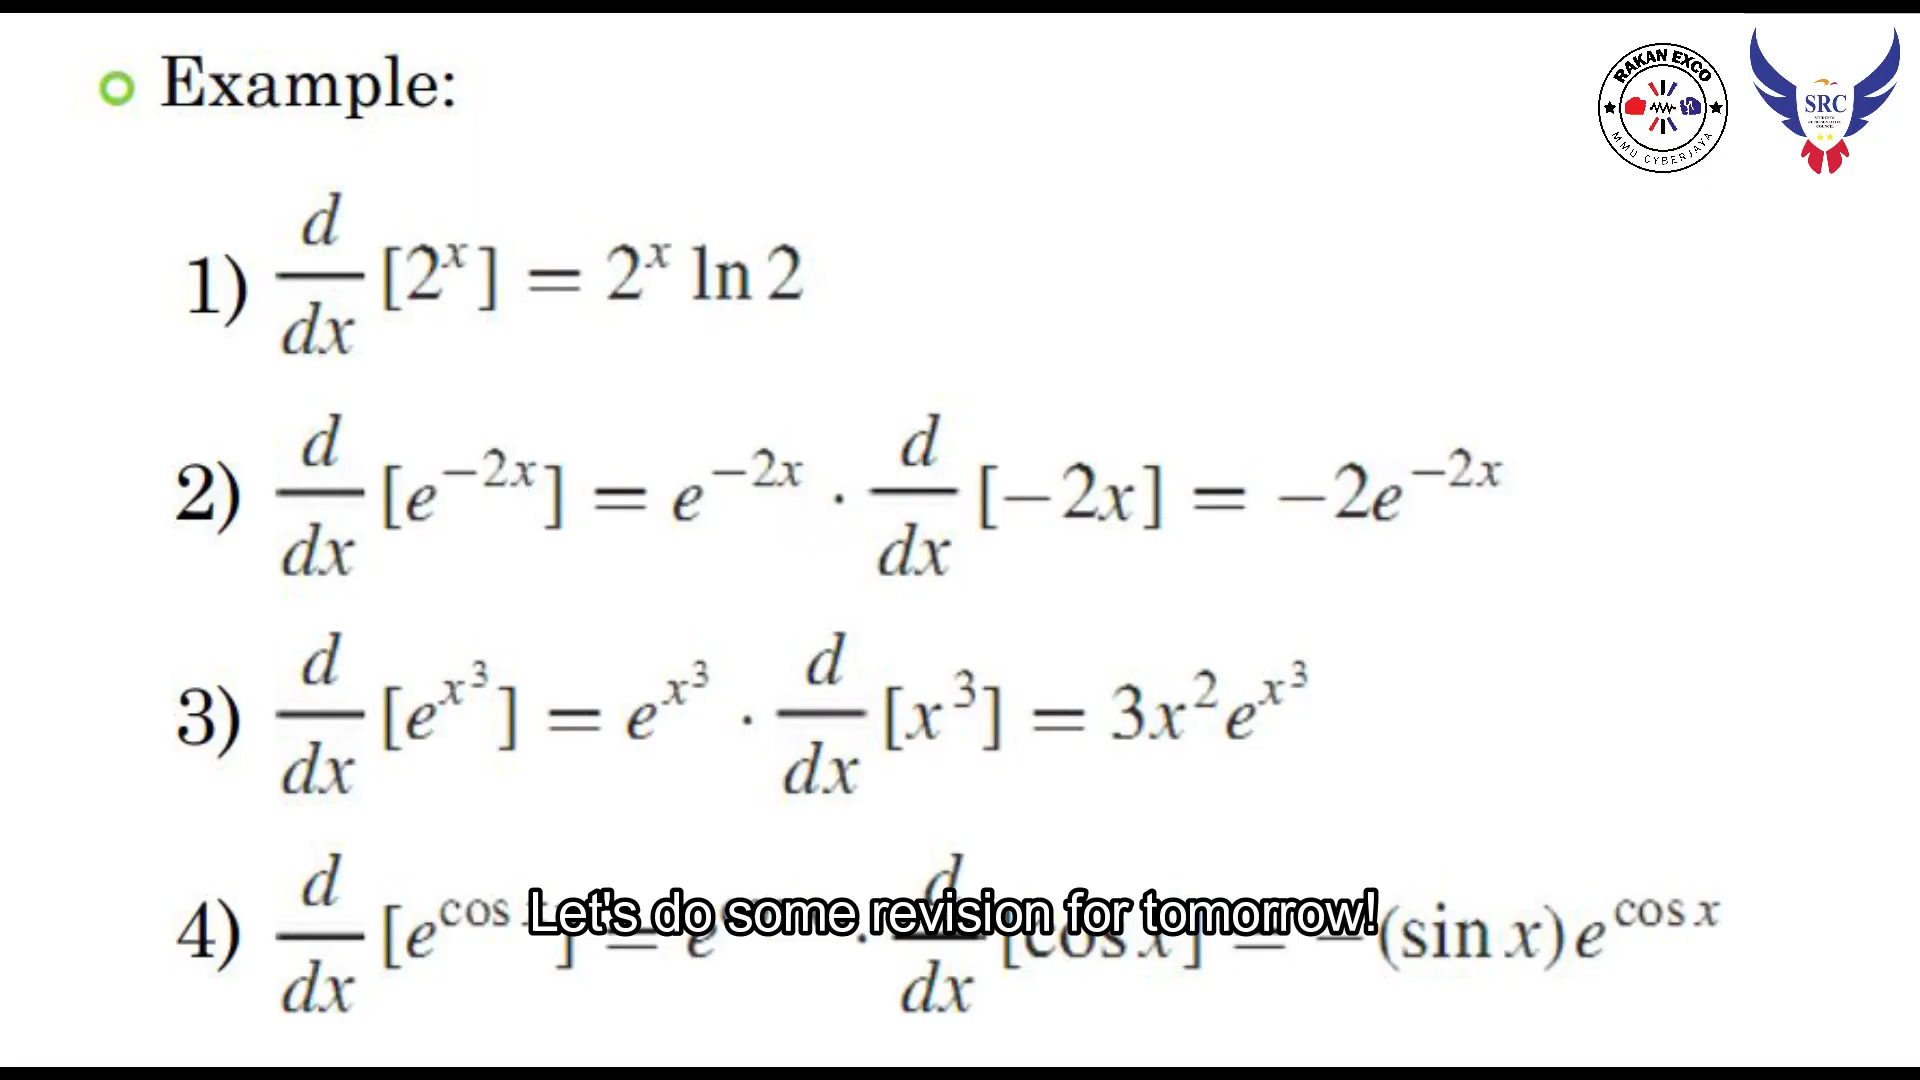 Example:
RAKAN EXCO
MMU CYBERJAYA
SRC
1) d/dx [2^x] = 2^x ln 2
2) d/dx [e^{-2x}] = e^{-2x} · d/dx [-2x] = -2e^{-2x}
3) d/dx [e^{x^3}] = e^{x^3} · d/dx [x^3] = 3x^2 e^{x^3}
4) d/dx [e^{cos }] = e · d/dx [cos x] = -(sin x) e^{cos x}
Let's do some revision for tomorrow!